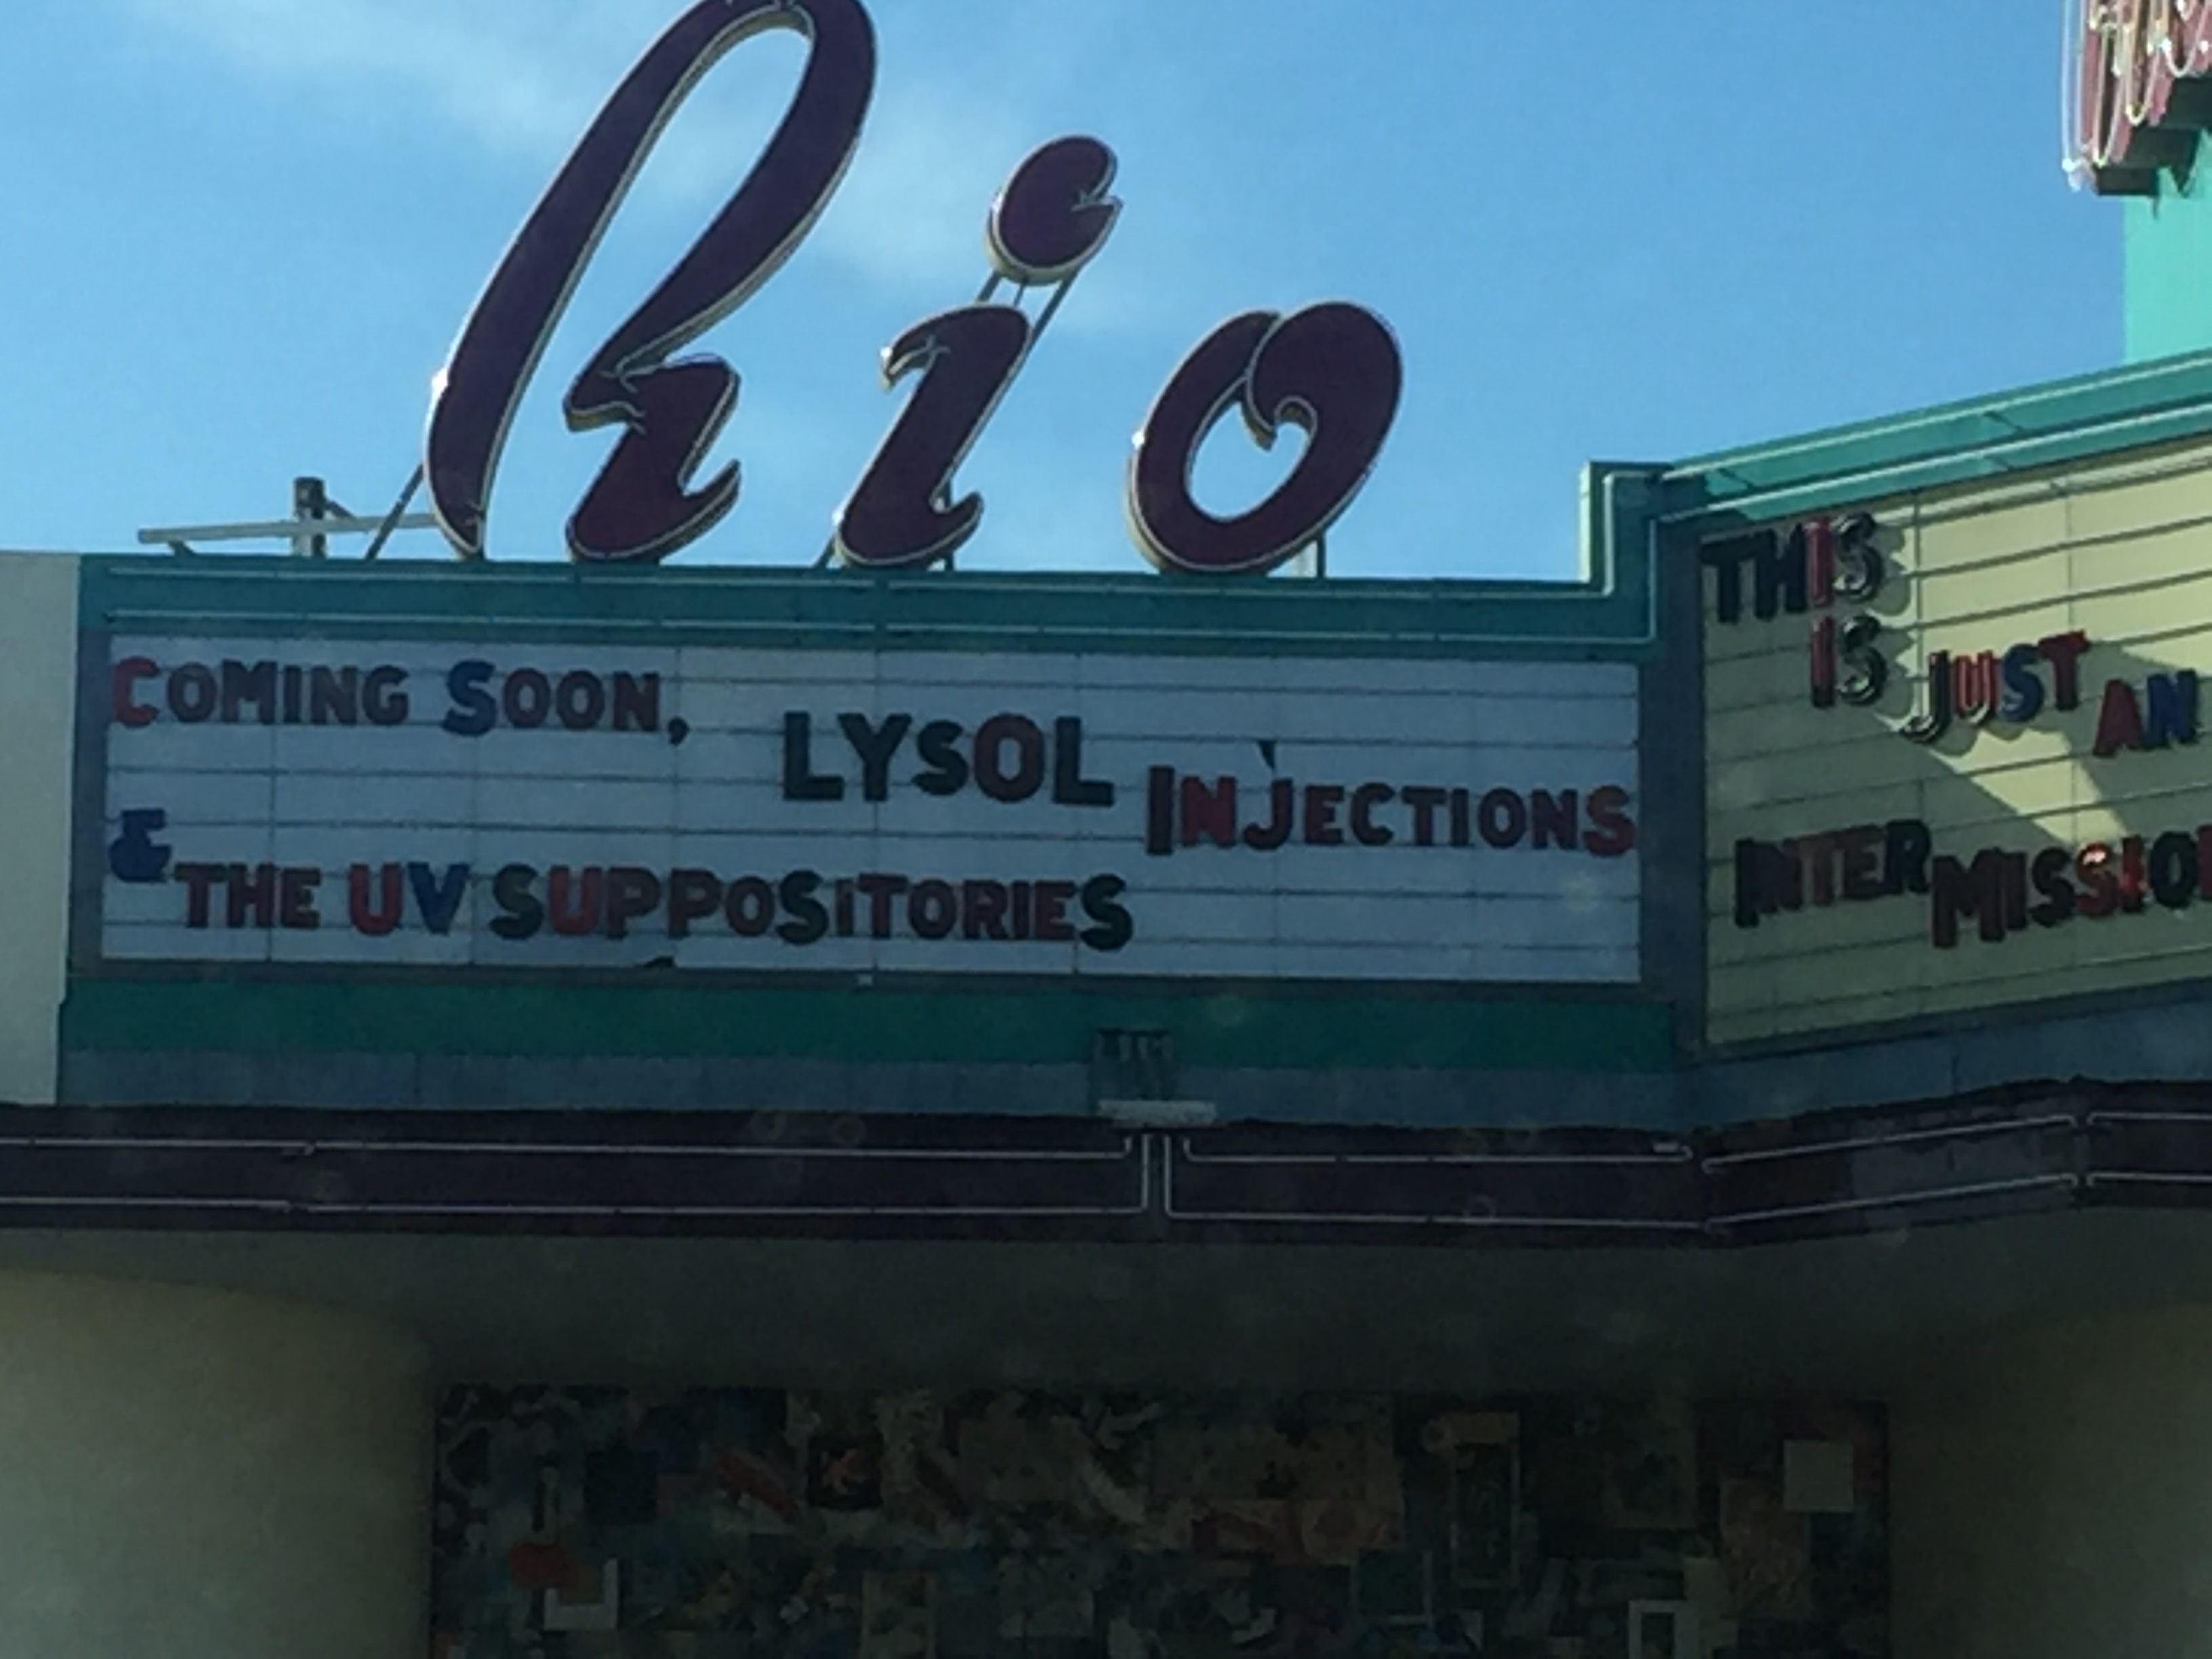 Rio
COMING SOON, LYSOL INJECTIONS
& THE UV SUPPOSITORIES
THIS
IS JUST AN
INTERMISSION